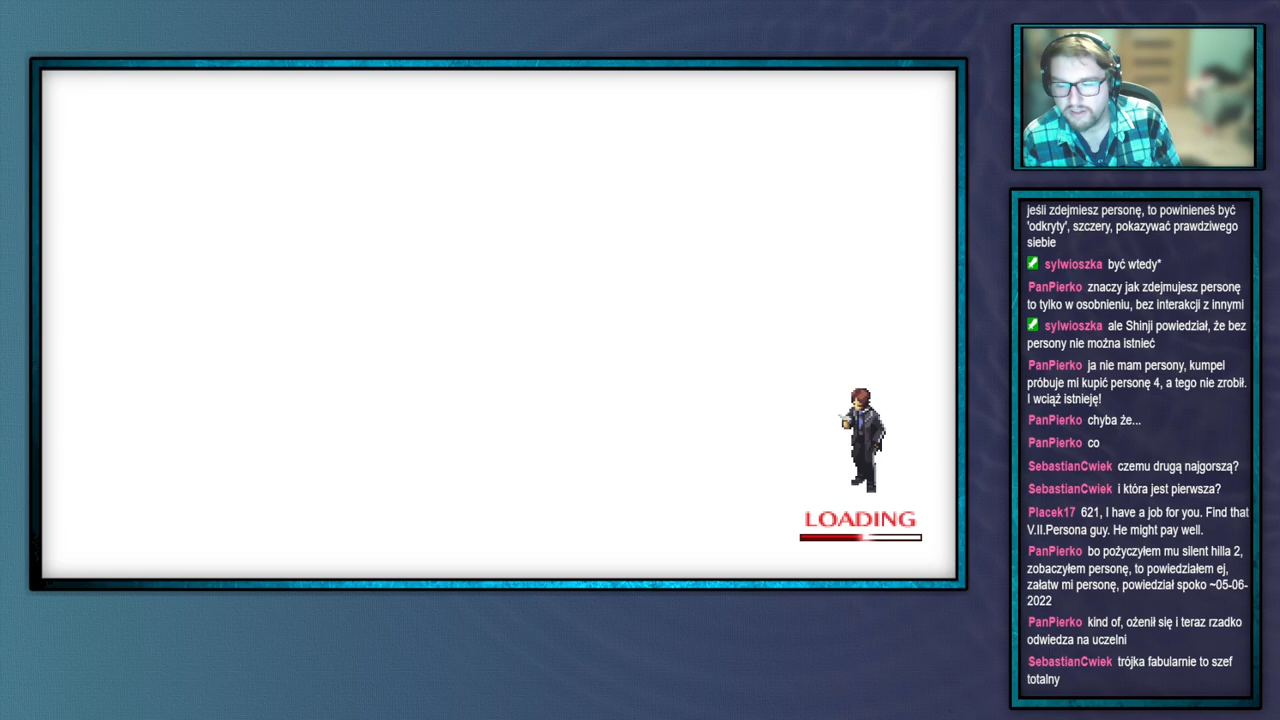 LOADING
jeśli zdejmiesz personę, to powinieneś być
'odkryty', szczery, pokazywać prawdziwego
siebie
sylwioszka być wtedy*
PanPierko znaczy jak zdejmujesz personę
to tylko w osobnieniu, bez interakcji z innymi
sylwioszka ale Shinji powiedział, że bez
persony nie można istnieć
PanPierko ja nie mam persony, kumpel
próbuje mi kupić personę 4, a tego nie zrobił.
I wciąż istnieję!
PanPierko chyba że...
PanPierko co
SebastianCwiek czemu drugą najgorszą?
SebastianCwiek i która jest pierwsza?
Placek17 621, I have a job for you. Find that
V.II.Persona guy. He might pay well.
PanPierko bo pożyczyłem mu silent hilla 2,
zobaczyłem personę, to powiedziałem ej,
załatw mi personę, powiedział spoko ~05-06-
2022
PanPierko kind of, ożenił się i teraz rzadko
odwiedza na uczelni
SebastianCwiek trójka fabularnie to szef
totalny